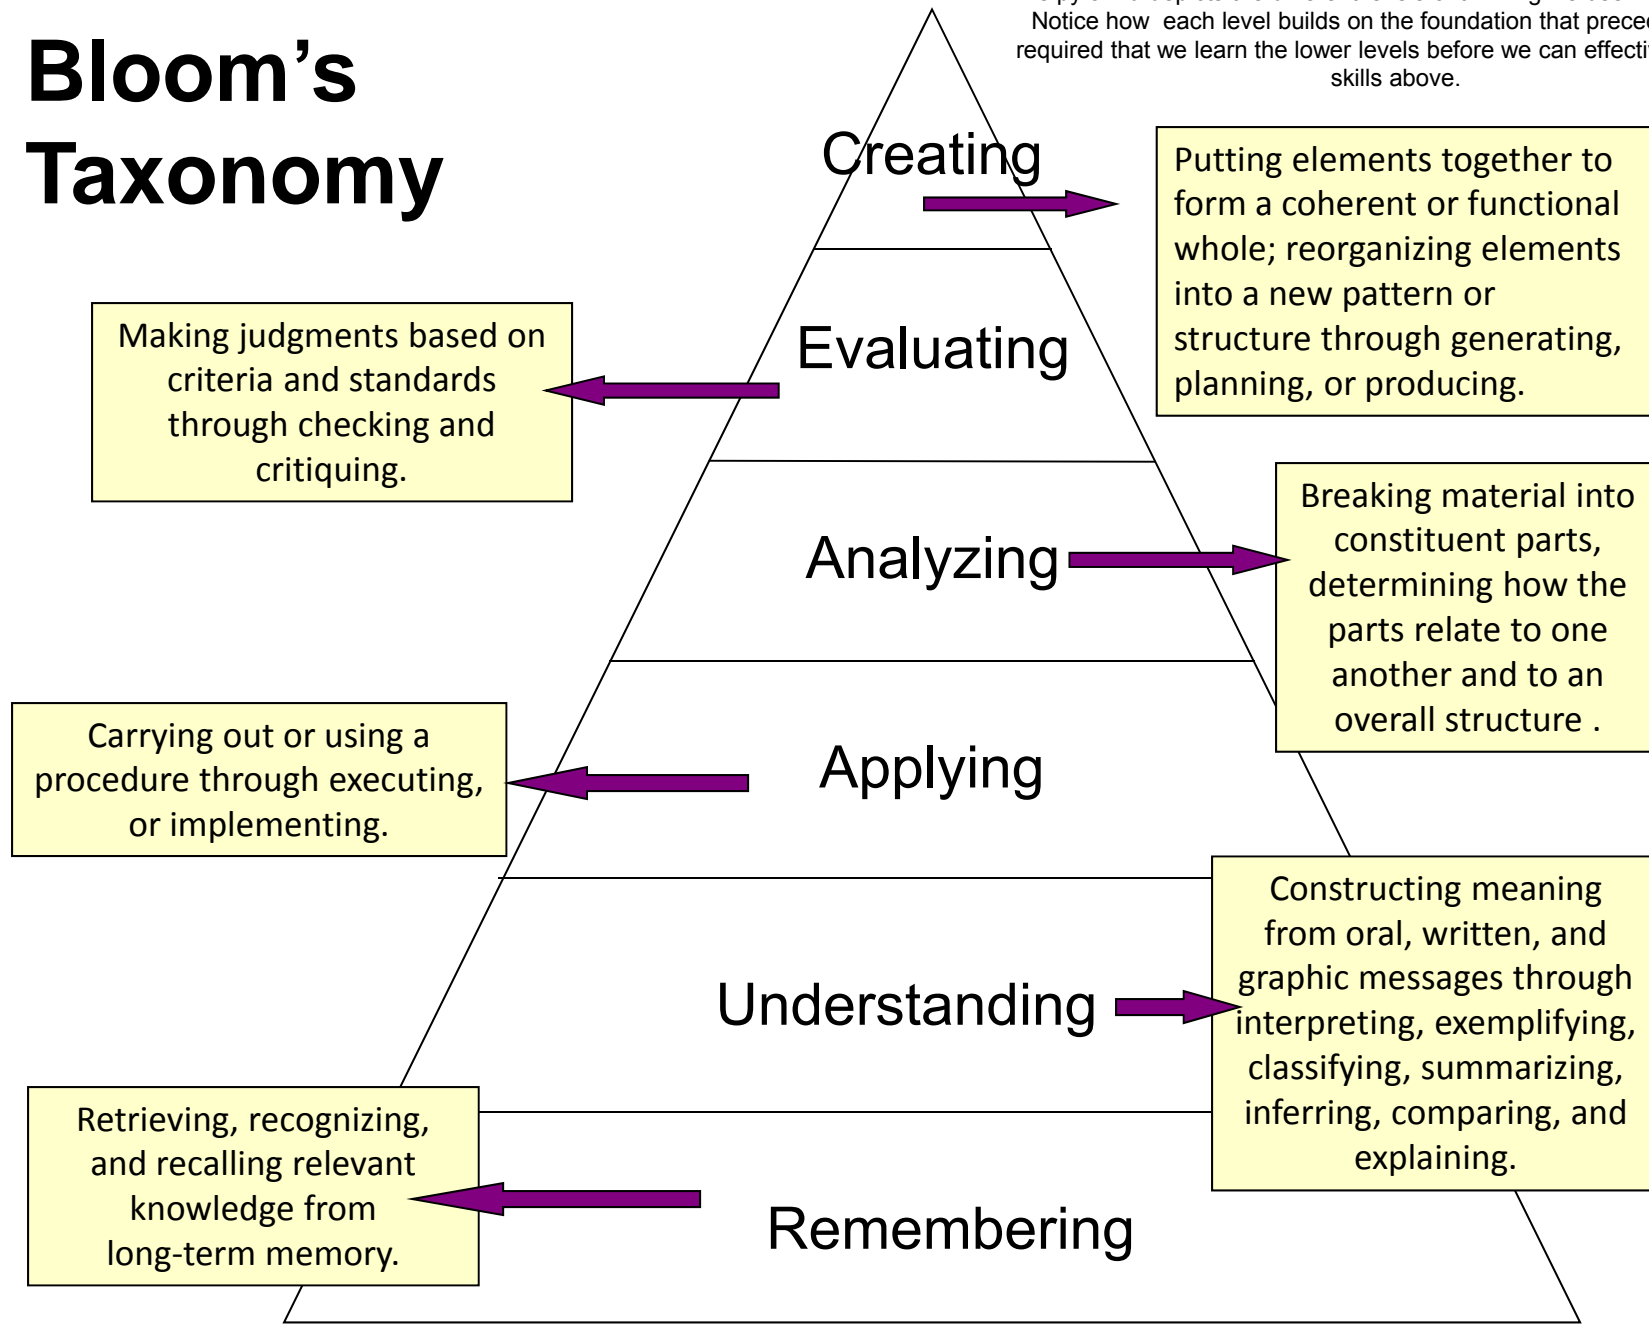 Bloom's
Taxonomy
Notice how each level builds on the foundation that
required that we learn the lower levels before we can
skills above.
Creating
Putting elements together to
form a coherent or functional
whole; reorganizing elements
into a new pattern or
structure through generating,
planning, or producing.
Evaluating
Making judgments based on
criteria and standards
through checking and
critiquing.
Analyzing
Breaking material into
constituent parts,
determining how the
parts relate to one
another and to an
overall structure .
Applying
Carrying out or using a
procedure through executing,
or implementing.
Understanding
Constructing meaning
from oral, written, and
graphic messages through
interpreting, exemplifying,
classifying, summarizing,
inferring, comparing, and
explaining.
Remembering
Retrieving, recognizing,
and recalling relevant
knowledge from
long-term memory.